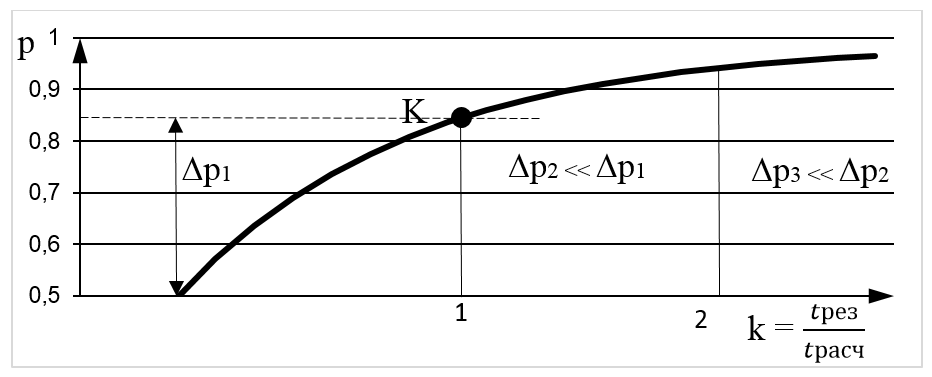 p 1
0,9
K
0,8
Δp1
Δp2 << Δp1
Δp3 << Δp2
0,7
0,6
0,5
1
2
k = tрез
tрасч